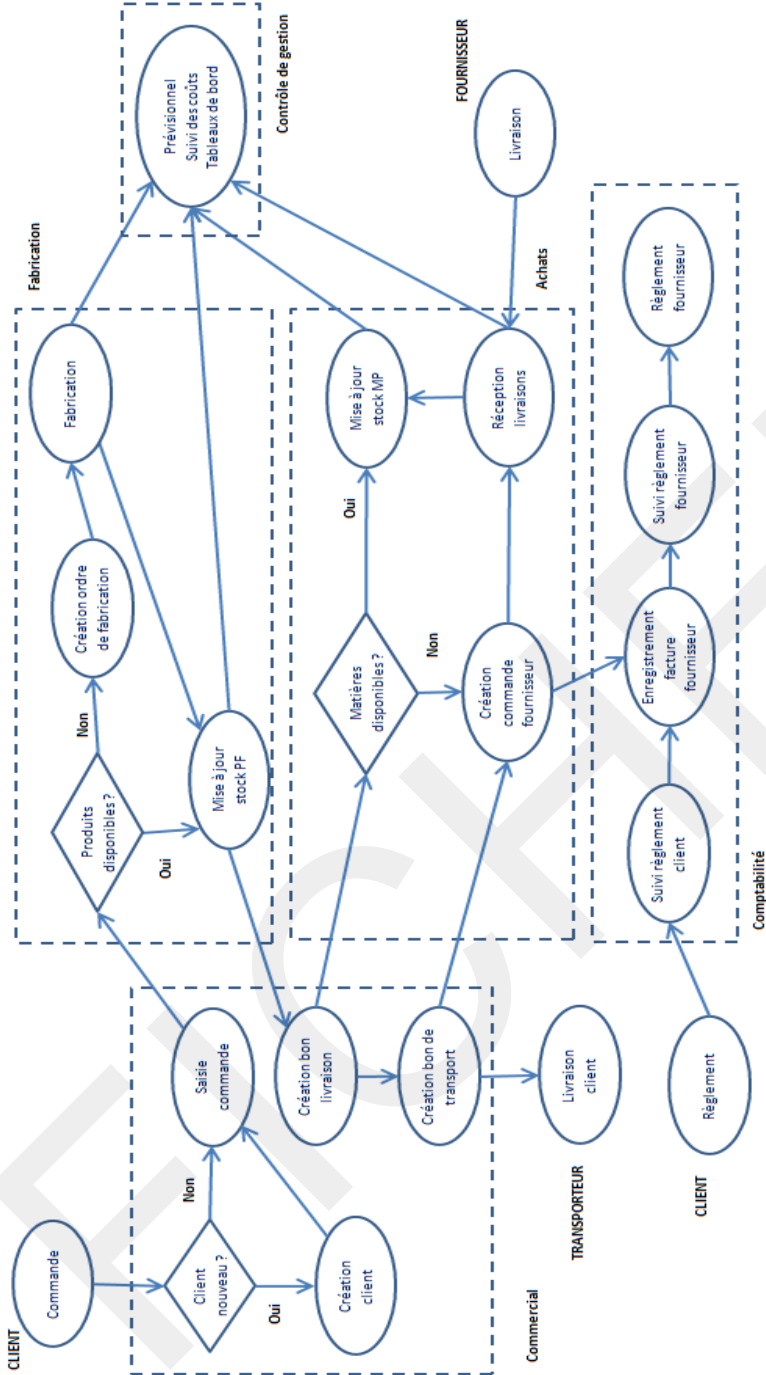 CLIENT
Commande
Client
nouveau ?
Non
Oui
Création
client
Saisie
commande
Création bon
livraison
Création bon de
transport
Commercial
TRANSPORTEUR
Livraison
client
CLIENT
Règlement
Fabrication
Produits
disponibles ?
Non
Oui
Création ordre
de fabrication
Fabrication
Mise à jour
stock PF
Matières
disponibles ?
Oui
Non
Mise à jour
stock MP
Création
commande
fournisseur
Réception
livraisons
Achats
FOURNISSEUR
Livraison
Prévisionnel
Suivi des coûts
Tableaux de bord
Contrôle de gestion
Suivi règlement
client
Enregistrement
facture
fournisseur
Suivi règlement
fournisseur
Règlement
fournisseur
Comptabilité